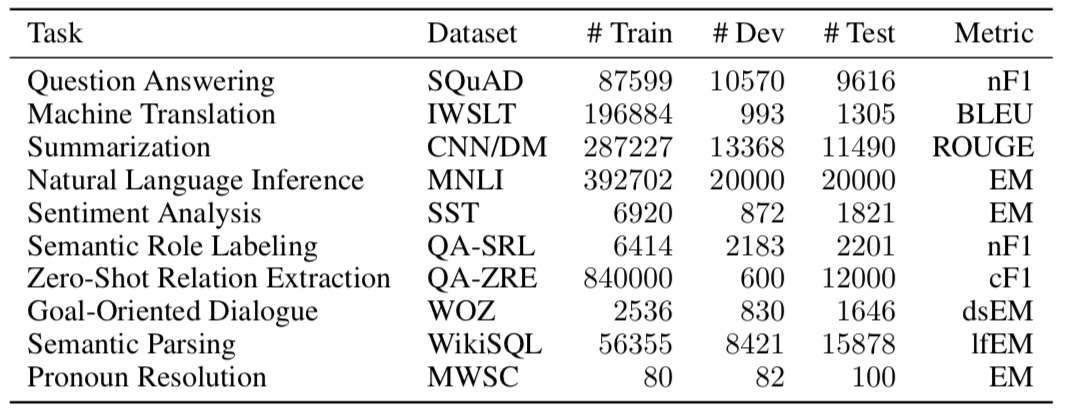 Task Dataset # Train # Dev # Test Metric
Question Answering SQuAD 87599 10570 9616 nF1
Machine Translation IWSLT 196884 993 1305 BLEU
Summarization CNN/DM 287227 13368 11490 ROUGE
Natural Language Inference MNLI 392702 20000 20000 EM
Sentiment Analysis SST 6920 872 1821 EM
Semantic Role Labeling QA-SRL 6414 2183 2201 nF1
Zero-Shot Relation Extraction QA-ZRE 840000 600 12000 cF1
Goal-Oriented Dialogue WOZ 2536 830 1646 dsEM
Semantic Parsing WikiSQL 56355 8421 15878 lfEM
Pronoun Resolution MWSC 80 82 100 EM